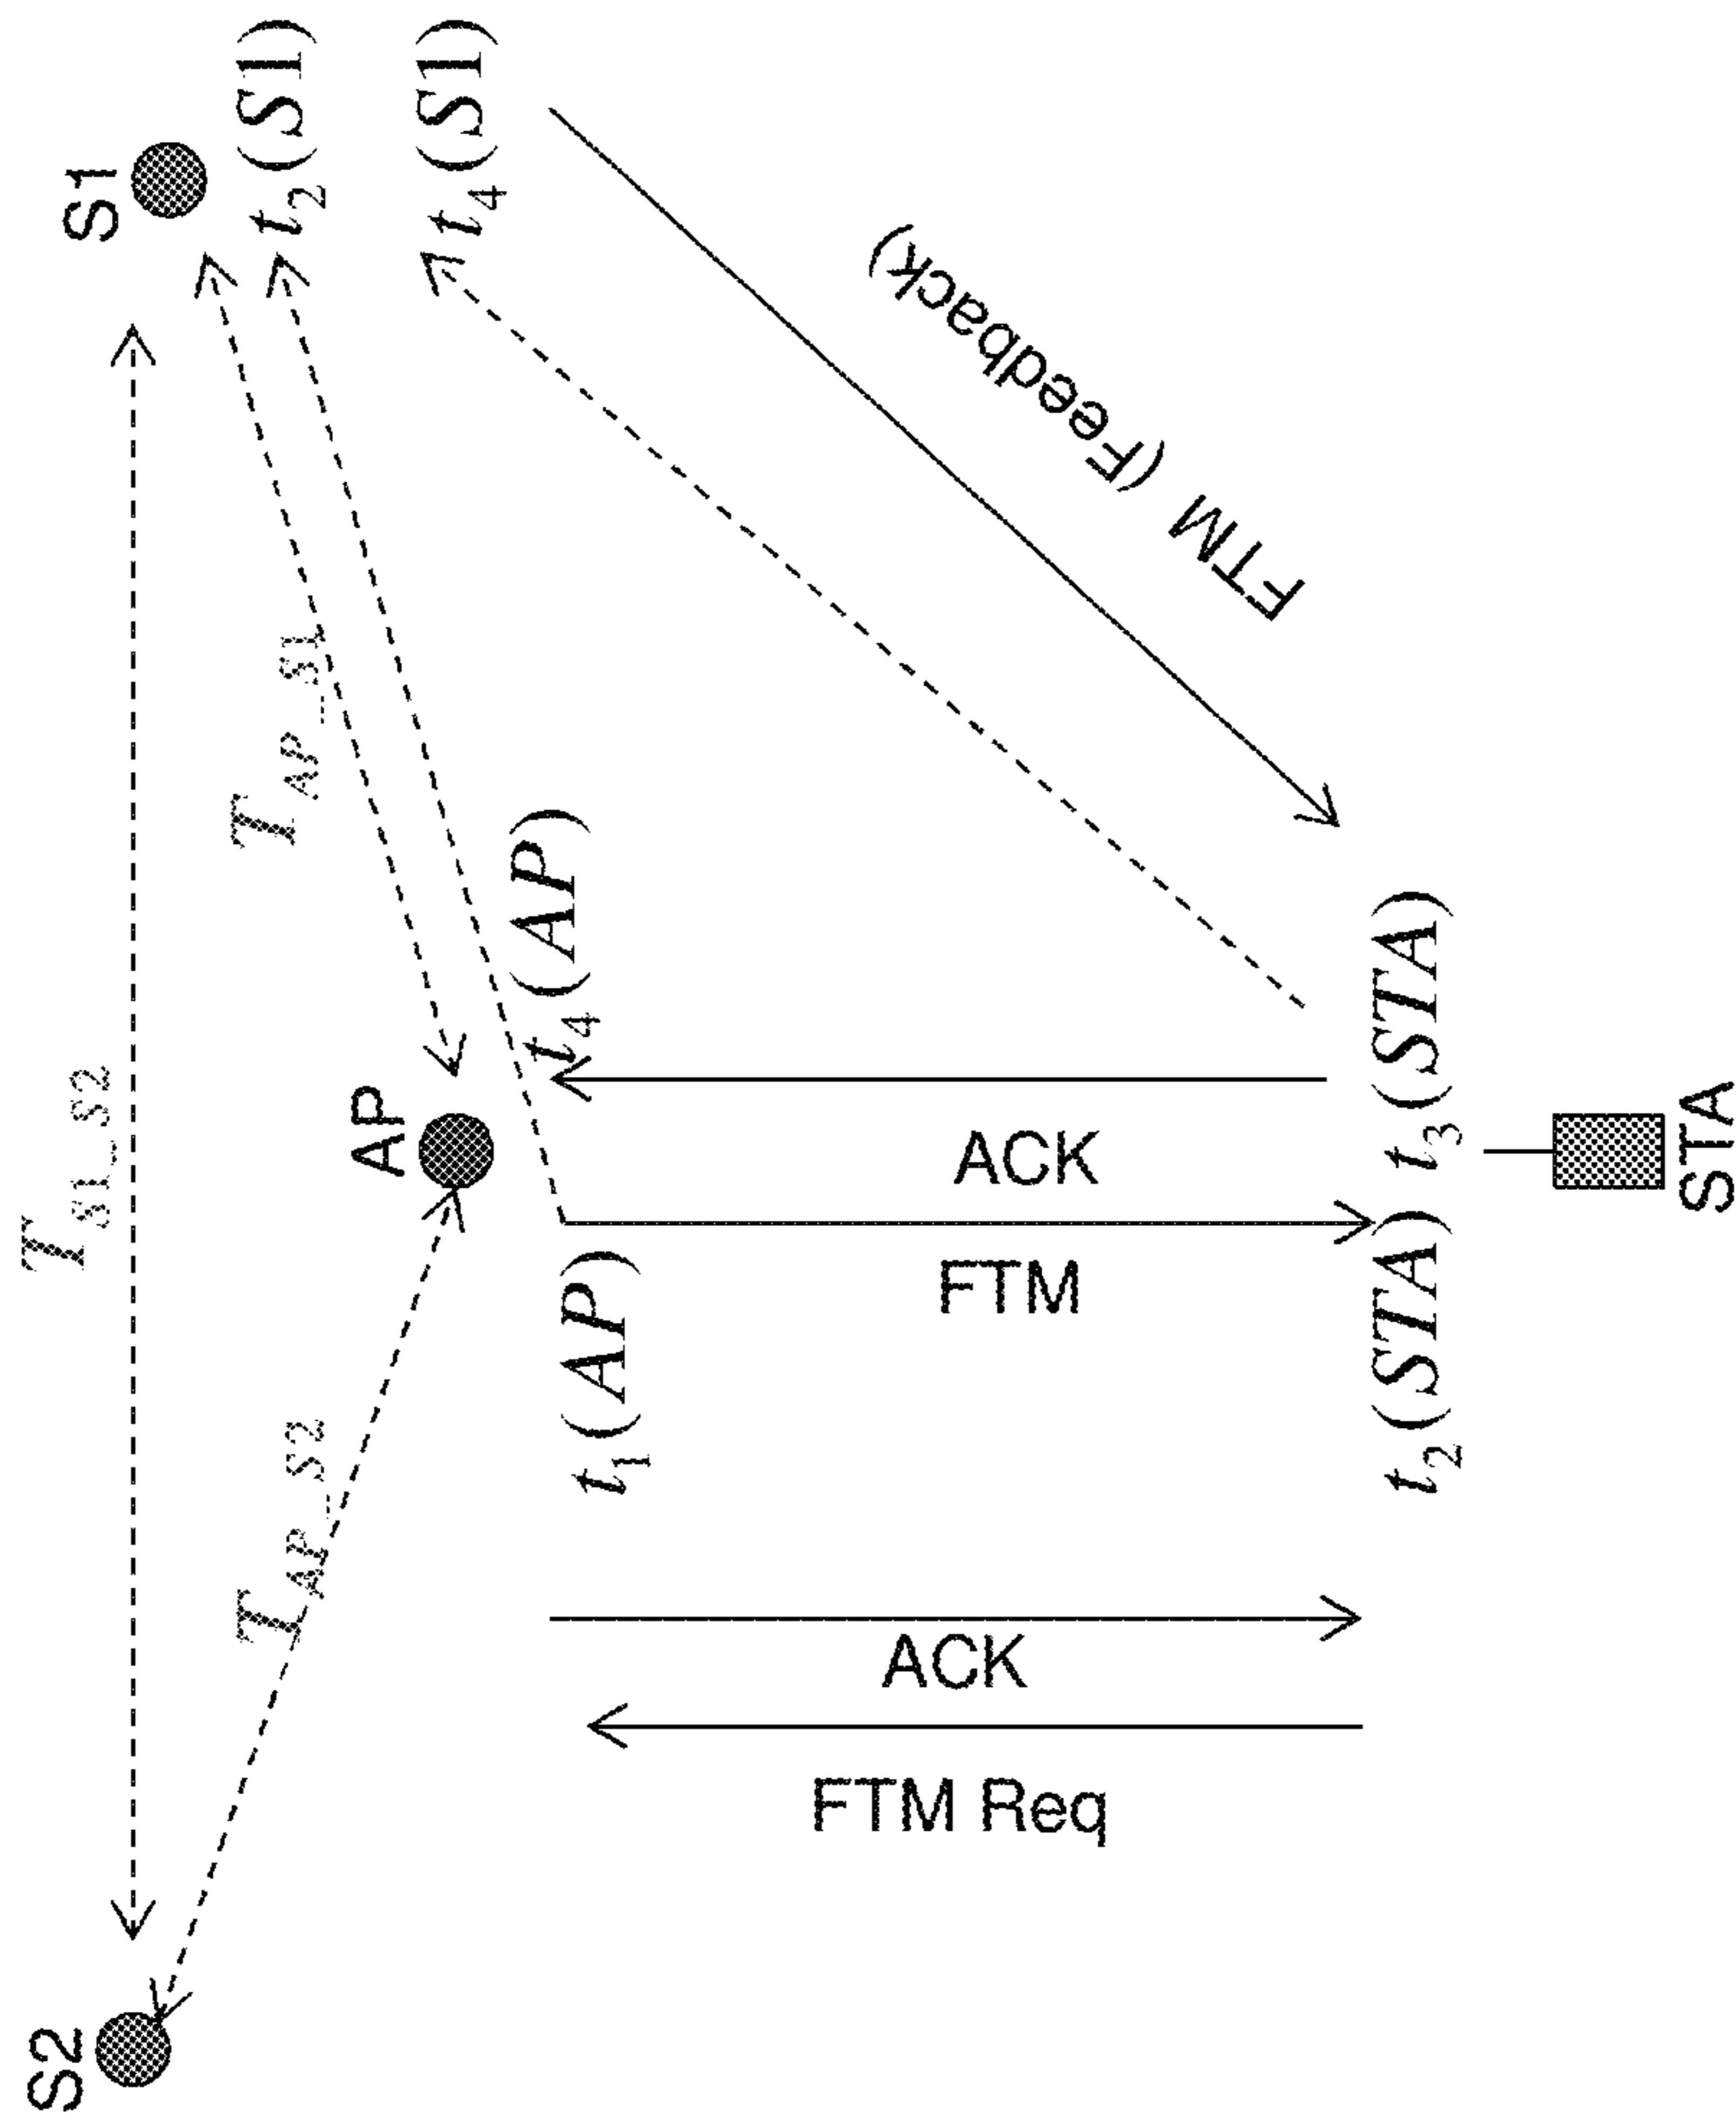 T_S1_S2
S2
S1
T_AP_S2
T_AP_S1
t₂(S1)
AP
t₄(S1)
t₄(AP)
t₁(AP)
FTM Req
ACK
FTM
ACK
FTM (Feedback)
t₂(STA) t₃(STA)
STA